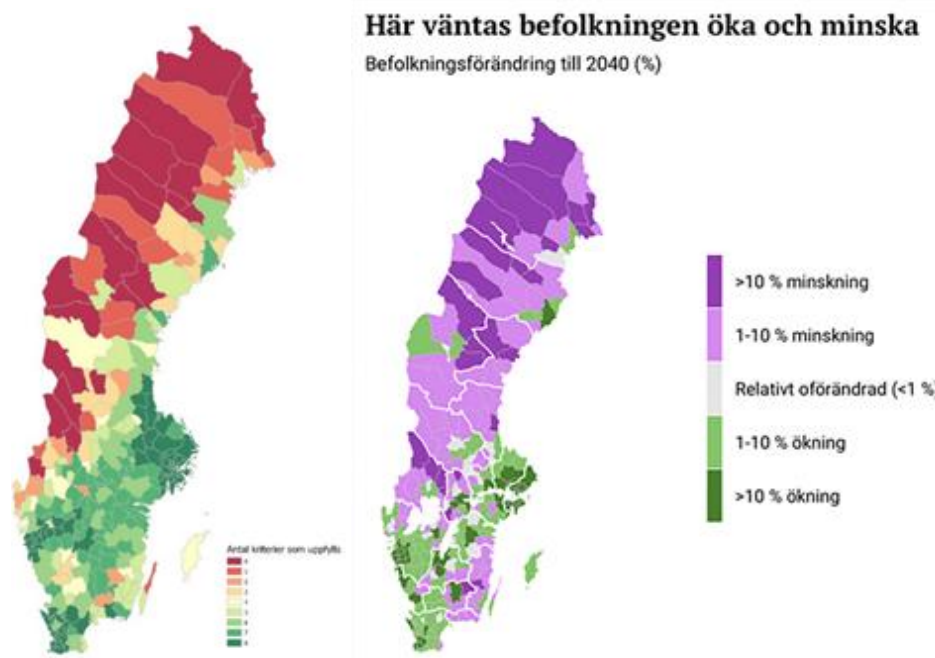 Här väntas befolkningen öka och minska
Befolkningsförändring till 2040 (%)
>10 % minskning
1-10 % minskning
Relativt oförändrad (<1 %)
1-10 % ökning
>10 % ökning
Antal kriterier som uppfylls